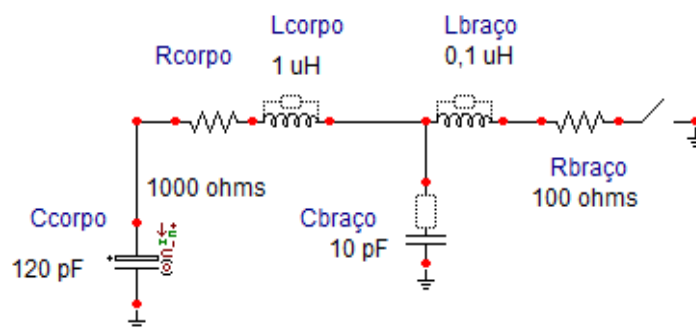 Lcorpo
Lbraço
Rcorpo
1 uH
0,1 uH
1000 ohms
Rbraço
100 ohms
Ccorpo
Cbraço
120 pF
10 pF
+